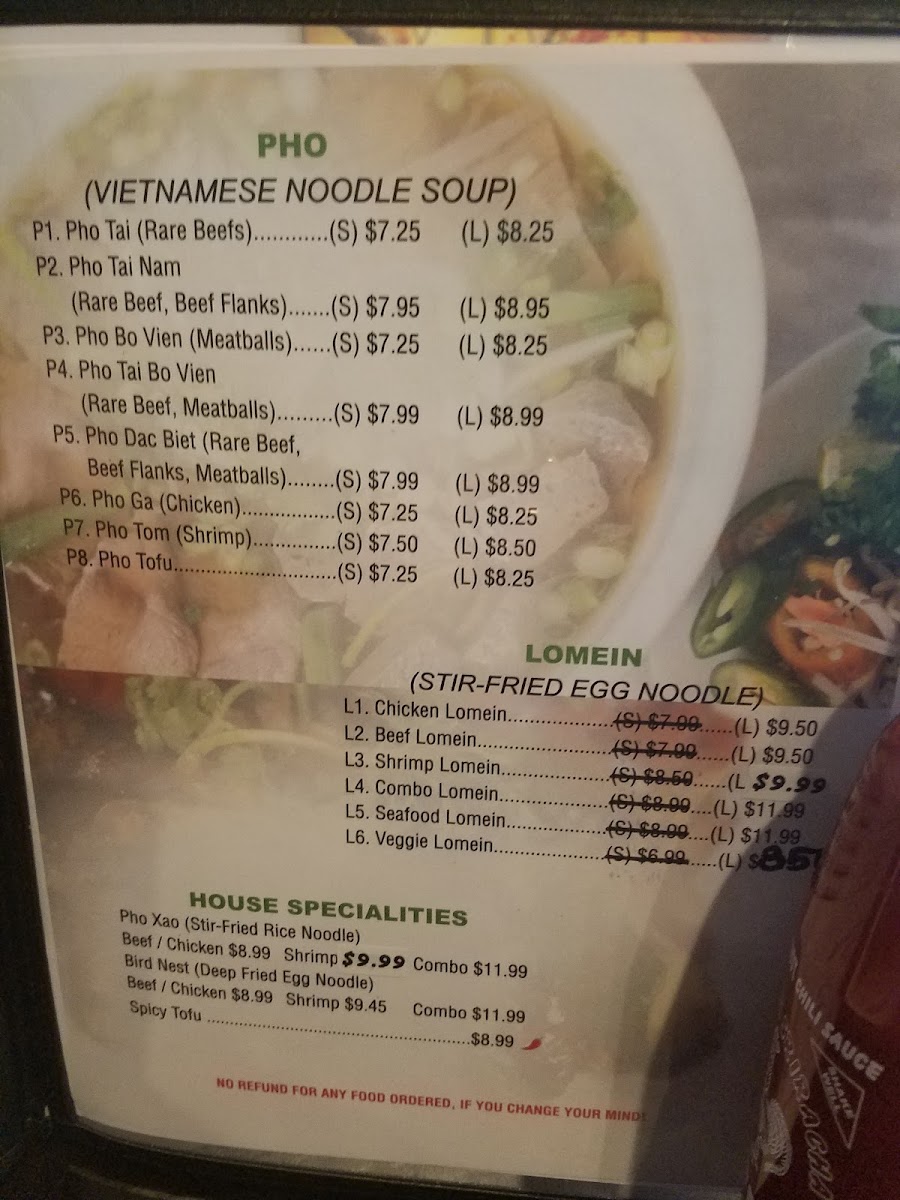 PHO
(VIETNAMESE NOODLE SOUP)
P1. Pho Tai (Rare Beefs)............(S) $7.25 (L) $8.25
P2. Pho Tai Nam
(Rare Beef, Beef Flanks).......(S) $7.95 (L) $8.95
P3. Pho Bo Vien (Meatballs)......(S) $7.25 (L) $8.25
P4. Pho Tai Bo Vien
(Rare Beef, Meatballs).........(S) $7.99 (L) $8.99
P5. Pho Dac Biet (Rare Beef,
Beef Flanks, Meatballs)........(S) $7.99 (L) $8.99
P6. Pho Ga (Chicken)................(S) $7.25 (L) $8.25
P7. Pho Tom (Shrimp)..............(S) $7.50 (L) $8.50
P8. Pho Tofu............................(S) $7.25 (L) $8.25
LOMEIN
(STIR-FRIED EGG NOODLE)
L1. Chicken Lomein..................(S) $7.99......(L) $9.50
L2. Beef Lomein.......................(S) $7.99......(L) $9.50
L3. Shrimp Lomein...................(S) $8.50......(L $9.99
L4. Combo Lomein...................(S) $8.99....(L) $11.99
L5. Seafood Lomein.................(S) $8.99....(L) $11.99
L6. Veggie Lomein...................(S) $6.99.....(L) $
HOUSE SPECIALITIES
Pho Xao (Stir-Fried Rice Noodle)
Beef / Chicken $8.99 Shrimp $9.99 Combo $11.99
Bird Nest (Deep Fried Egg Noodle)
Beef / Chicken $8.99 Shrimp $9.45 Combo $11.99
Spicy Tofu ..................................................$8.99
NO REFUND FOR ANY FOOD ORDERED, IF YOU CHANGE YOUR MIND!
CHILI SAUCE
SHAKE WELL